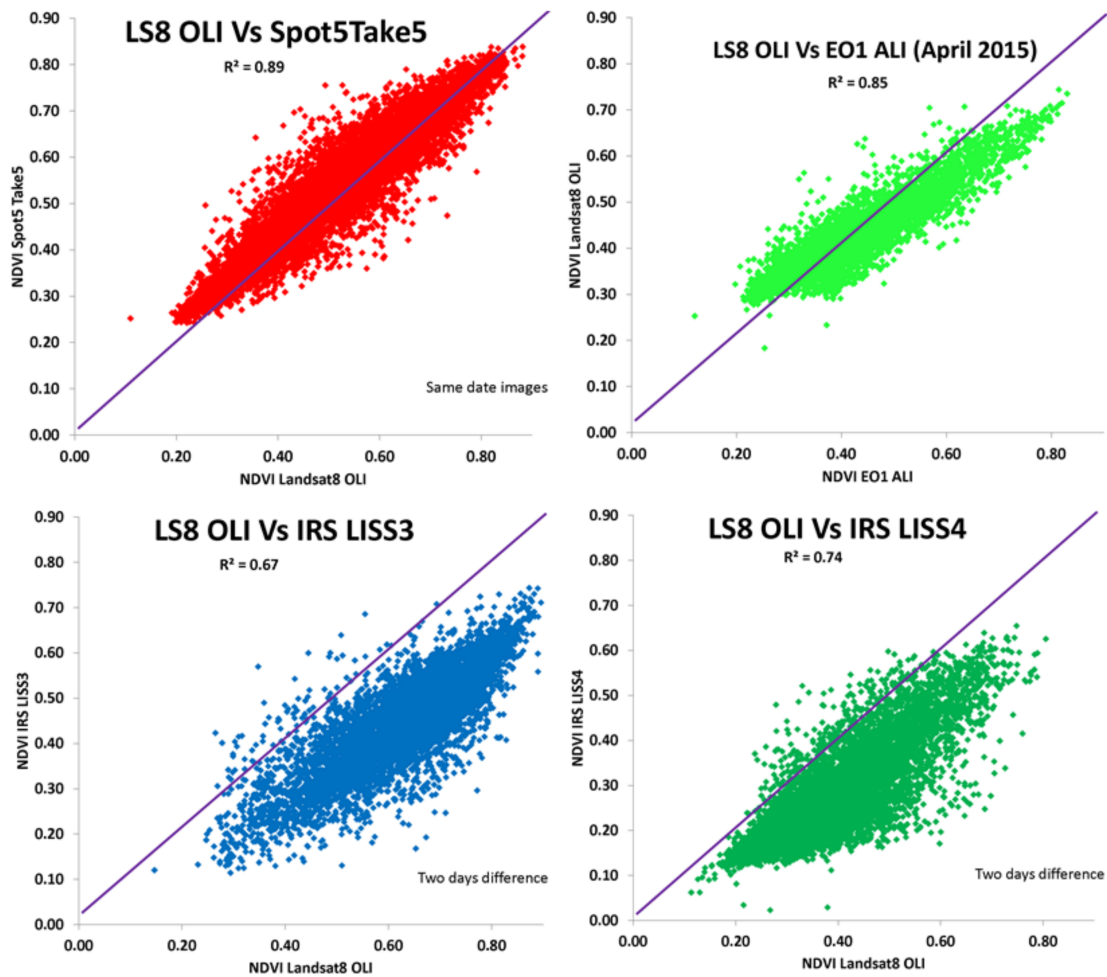 LS8 OLI Vs Spot5Take5
R² = 0.89
NDVI Spot5 Take5
0.90
0.80
0.70
0.60
0.50
0.40
0.30
0.20
0.10
0.00
Same date images
0.00 0.20 0.40 0.60 0.80
NDVI Landsat8 OLI
LS8 OLI Vs EO1 ALI (April 2015)
R² = 0.85
NDVI Landsat8 OLI
0.90
0.80
0.70
0.60
0.50
0.40
0.30
0.20
0.10
0.00
0.00 0.20 0.40 0.60 0.80
NDVI EO1 ALI
LS8 OLI Vs IRS LISS3
R² = 0.67
NDVI IRS LISS3
0.90
0.80
0.70
0.60
0.50
0.40
0.30
0.20
0.10
0.00
Two days difference
0.00 0.20 0.40 0.60 0.80
NDVI Landsat8 OLI
LS8 OLI Vs IRS LISS4
R² = 0.74
NDVI IRS LISS4
0.90
0.80
0.70
0.60
0.50
0.40
0.30
0.20
0.10
0.00
Two days difference
0.00 0.20 0.40 0.60 0.80
NDVI Landsat8 OLI